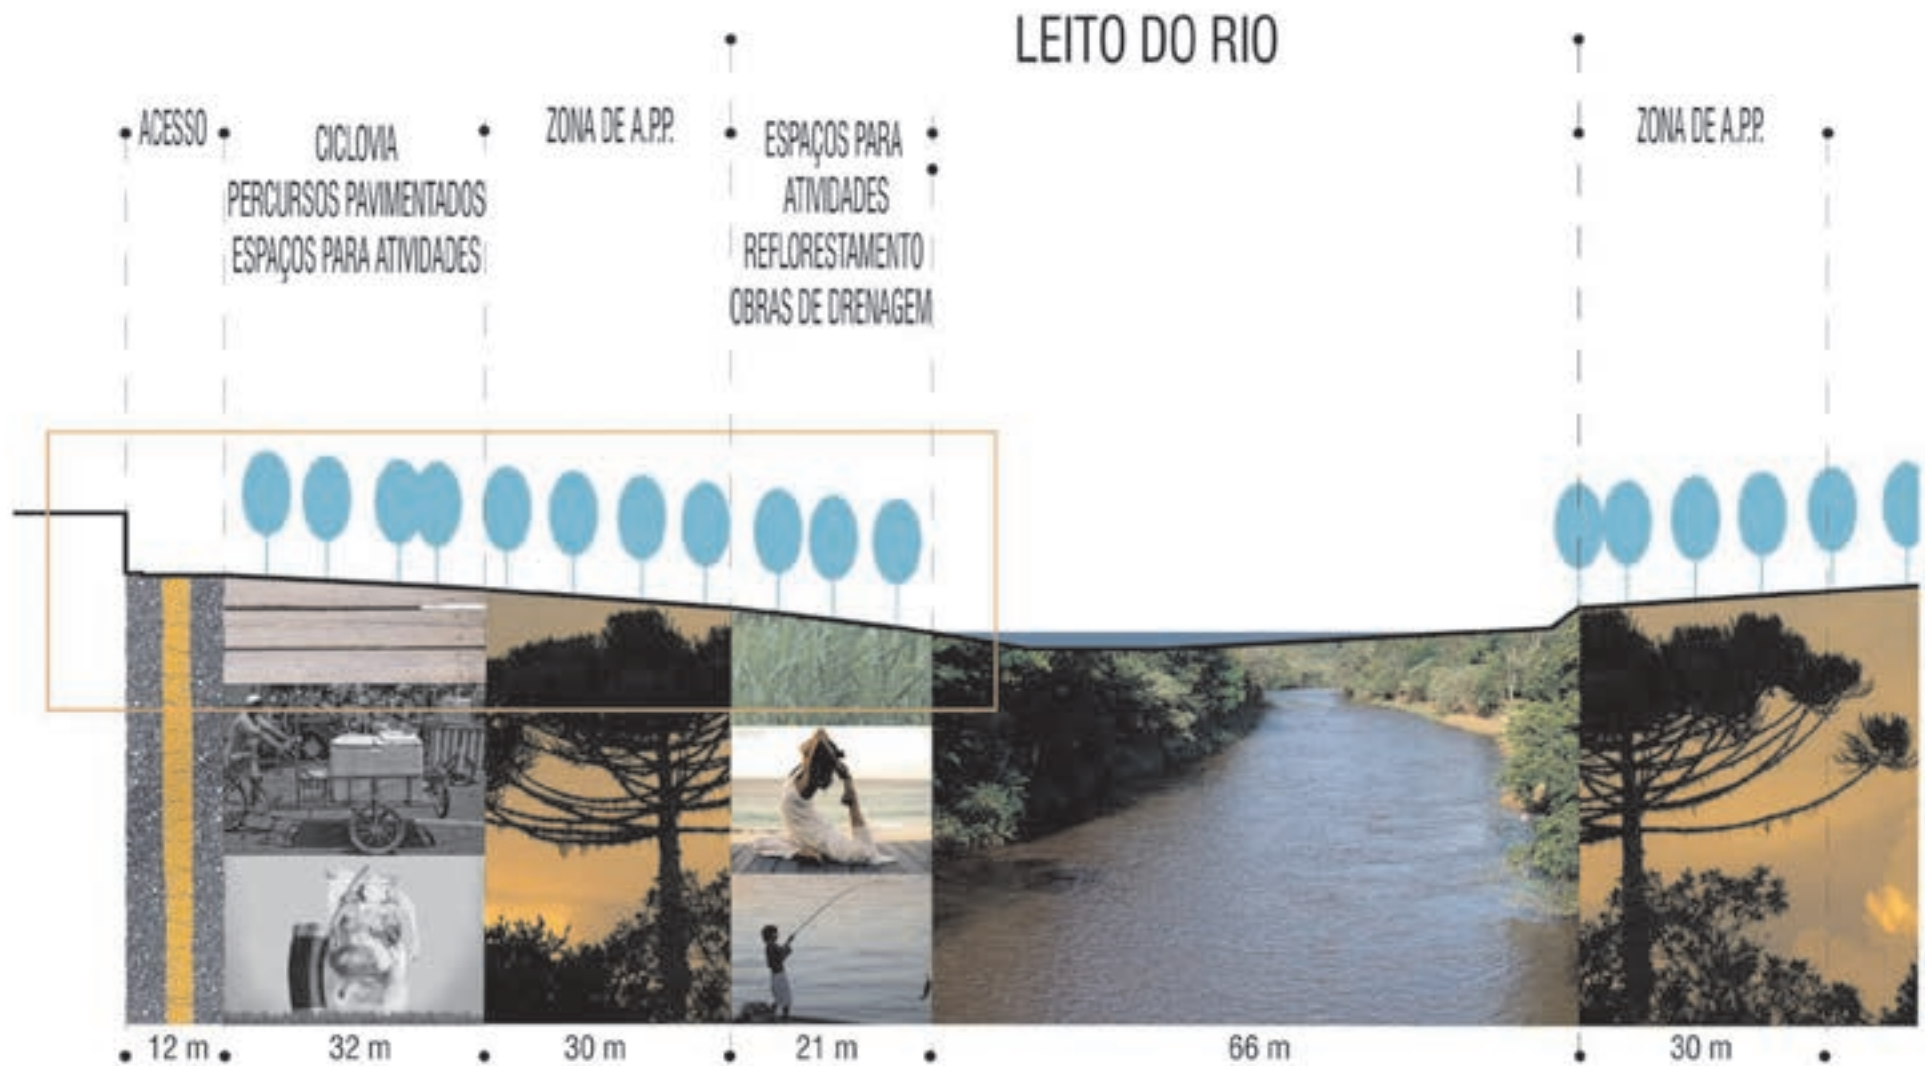 LEITO DO RIO
ACESSO
CICLOVIA
PERCURSOS PAVIMENTADOS
ESPAÇOS PARA ATIVIDADES
ZONA DE A.P.P.
ESPAÇOS PARA
ATIVIDADES
REFLORESTAMENTO
OBRAS DE DRENAGEM
ZONA DE A.P.P.
12 m
32 m
30 m
21 m
66 m
30 m